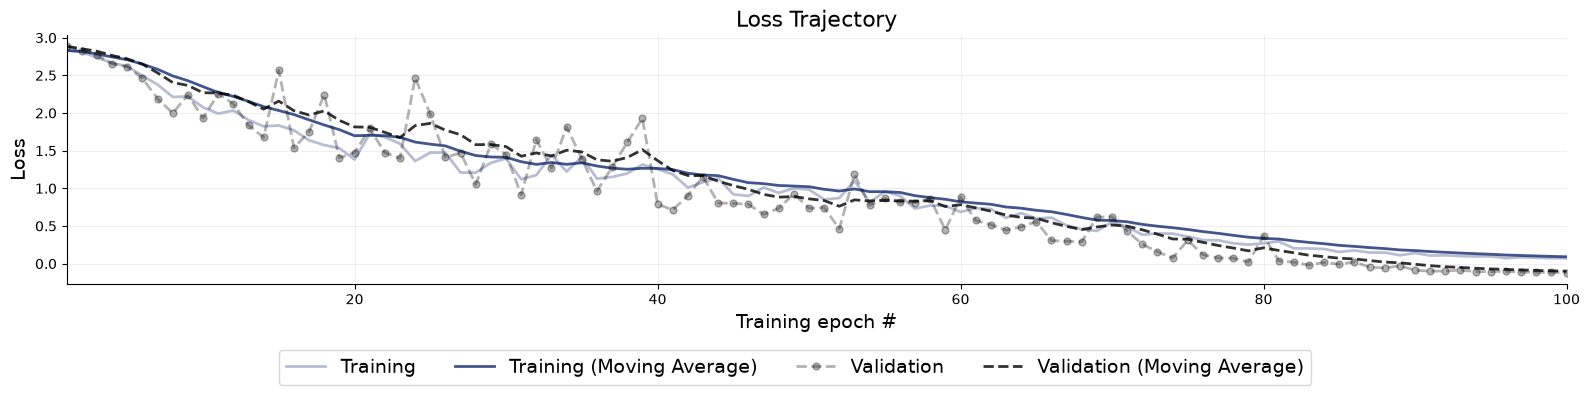 Loss Trajectory
3.0
2.5
2.0
1.5
1.0
0.5
0.0
Loss
20 40 60 80 100
Training epoch #
Training Training (Moving Average) Validation Validation (Moving Average)